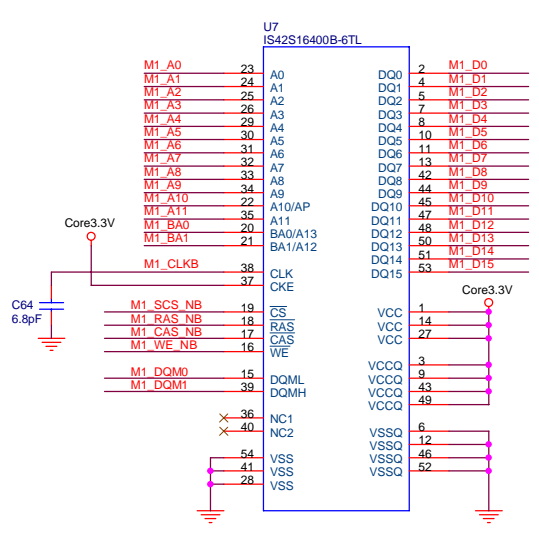 U7
IS42S16400B-6TL
M1_A0 23 A0 DQ0 2 M1_D0
M1_A1 24 A1 DQ1 4 M1_D1
M1_A2 25 A2 DQ2 5 M1_D2
M1_A3 26 A3 DQ3 7 M1_D3
M1_A4 29 A4 DQ4 8 M1_D4
M1_A5 30 A5 DQ5 10 M1_D5
M1_A6 31 A6 DQ6 11 M1_D6
M1_A7 32 A7 DQ7 13 M1_D7
M1_A8 33 A8 DQ8 42 M1_D8
M1_A9 34 A9 DQ9 44 M1_D9
M1_A10 22 A10/AP DQ10 45 M1_D10
M1_A11 35 A11 DQ11 47 M1_D11
M1_BA0 20 BA0/A13 DQ12 48 M1_D12
M1_BA1 21 BA1/A12 DQ13 50 M1_D13
DQ14 51 M1_D14
M1_CLKB 38 CLK DQ15 53 M1_D15
Core3.3V
37 CKE
Core3.3V
C64
6.8pF
M1_SCS_NB 19 CS VCC 1
M1_RAS_NB 18 RAS VCC 14
M1_CAS_NB 17 CAS VCC 27
M1_WE_NB 16 WE
VCCQ 3
M1_DQM0 15 DQML VCCQ 9
M1_DQM1 39 DQMH VCCQ 43
VCCQ 49
36 NC1
40 NC2 VSSQ 6
VSSQ 12
54 VSS VSSQ 46
41 VSS VSSQ 52
28 VSS